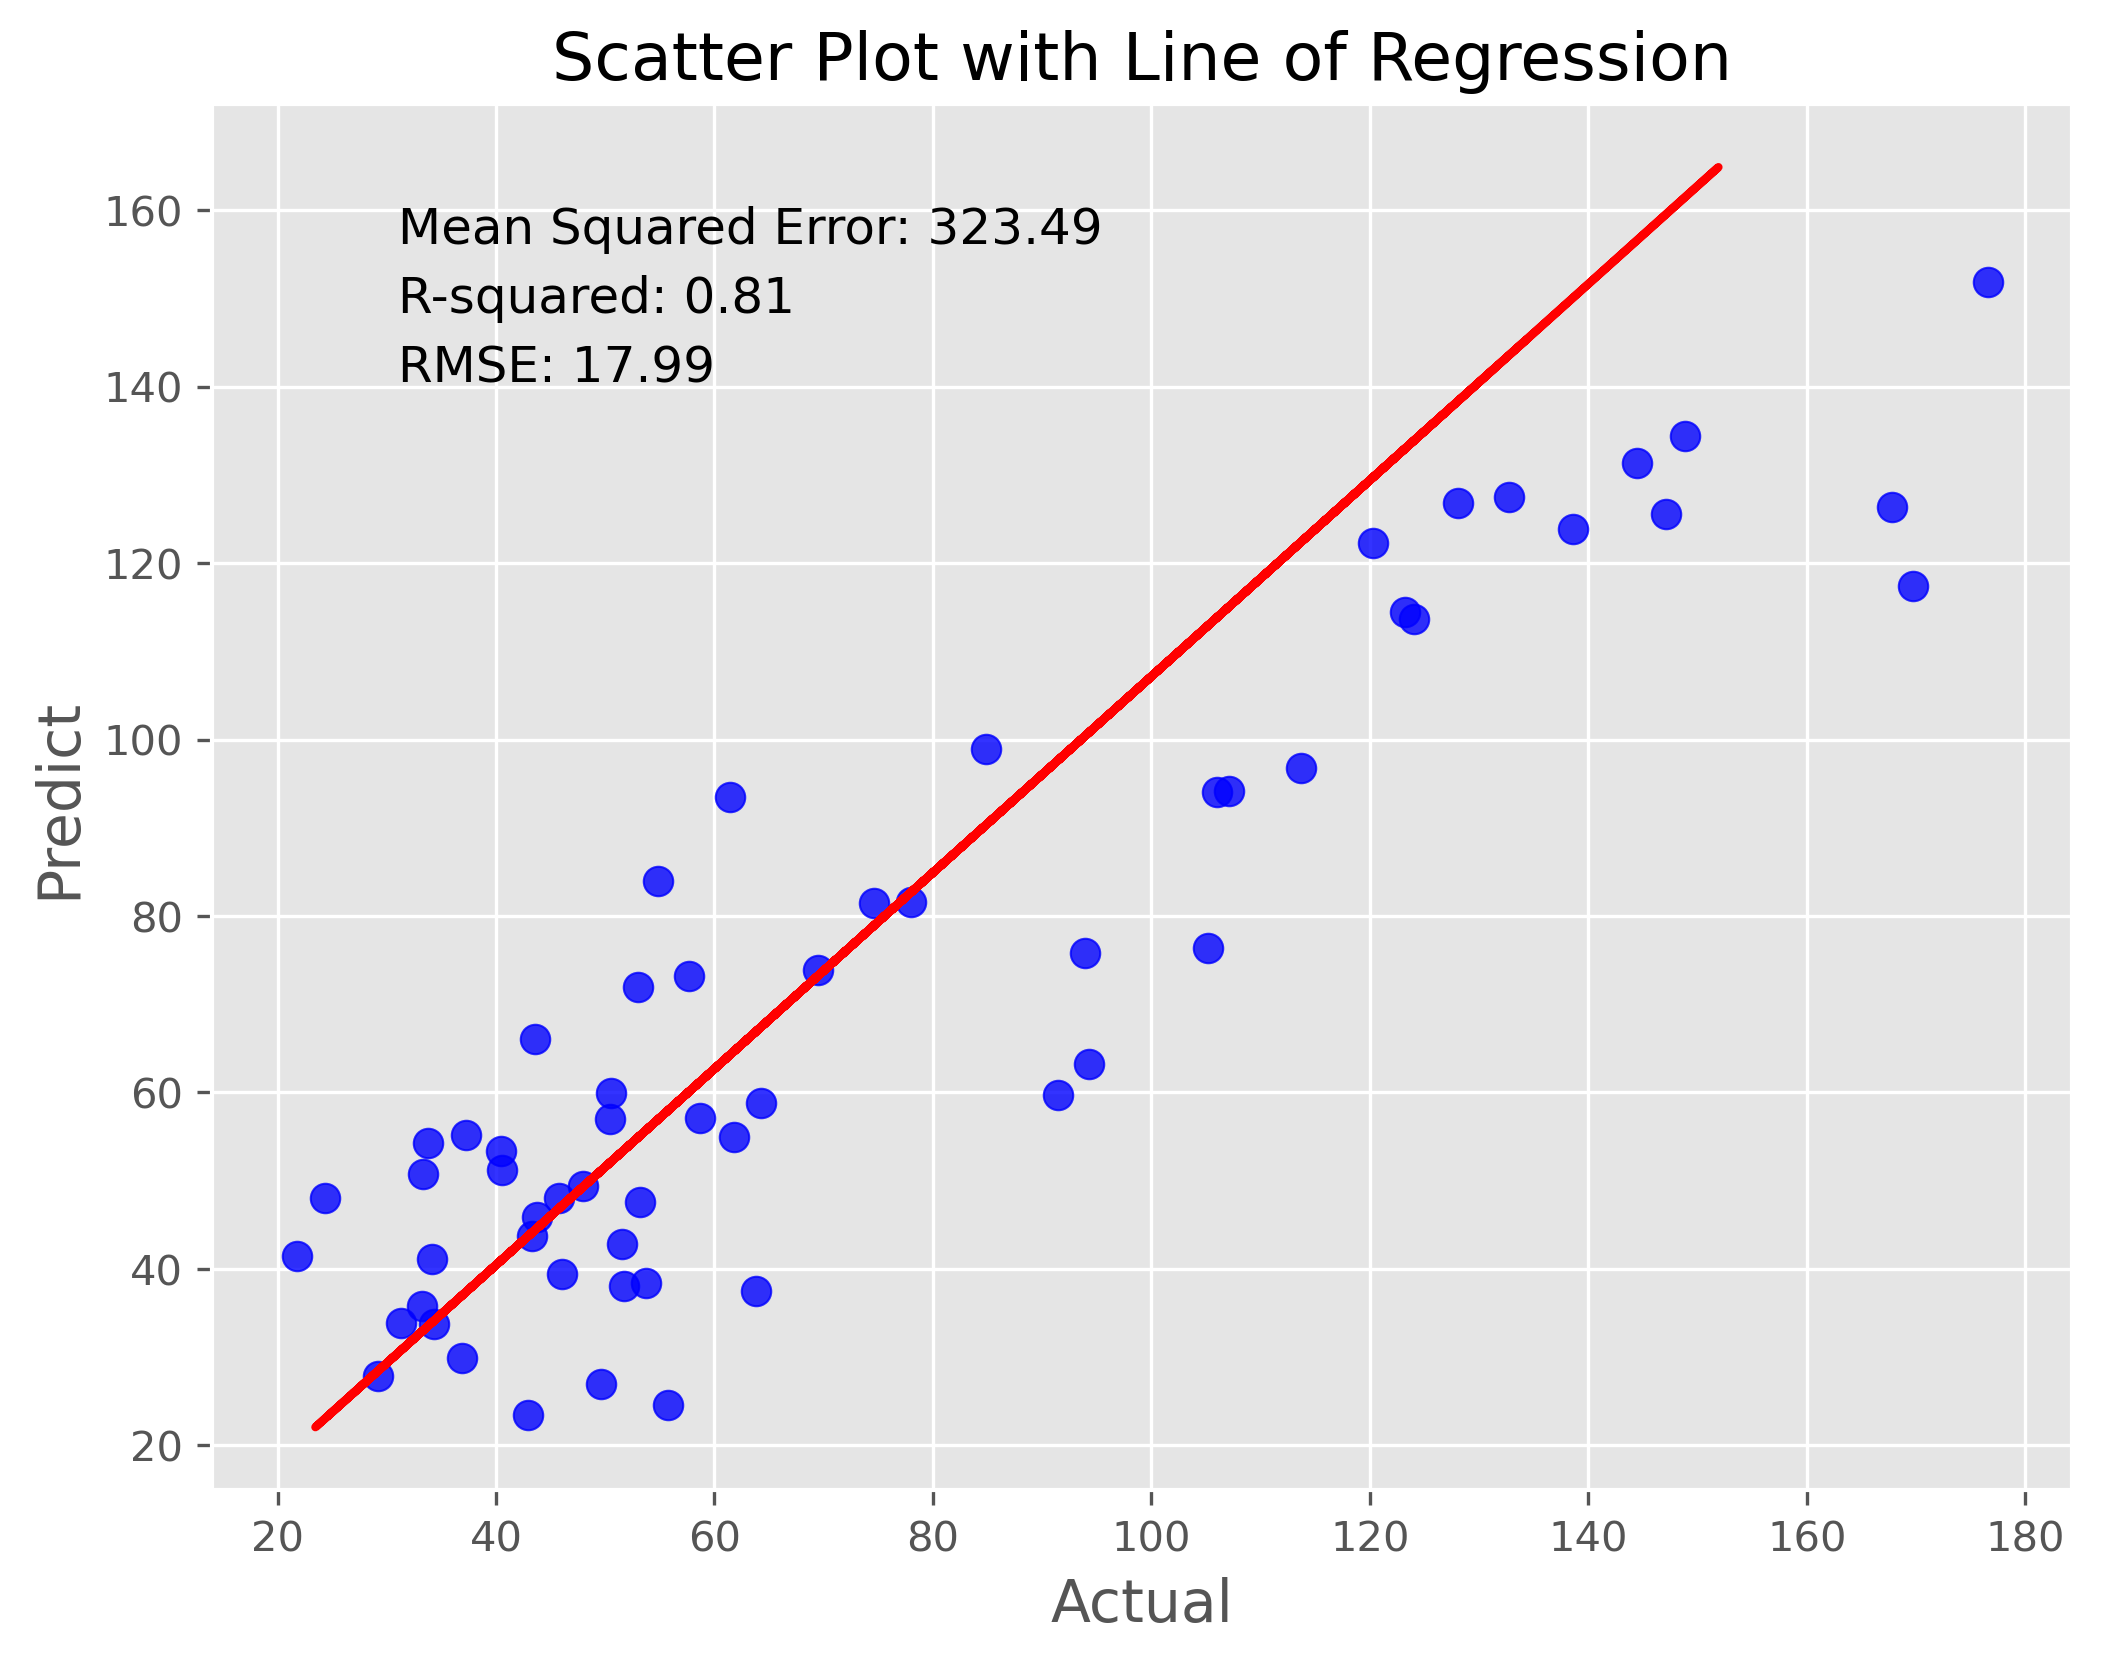 Scatter Plot with Line of Regression
Mean Squared Error: 323.49
R-squared: 0.81
RMSE: 17.99
160
140
120
100
80
60
40
20
Predict
20 40 60 80 100 120 140 160 180
Actual